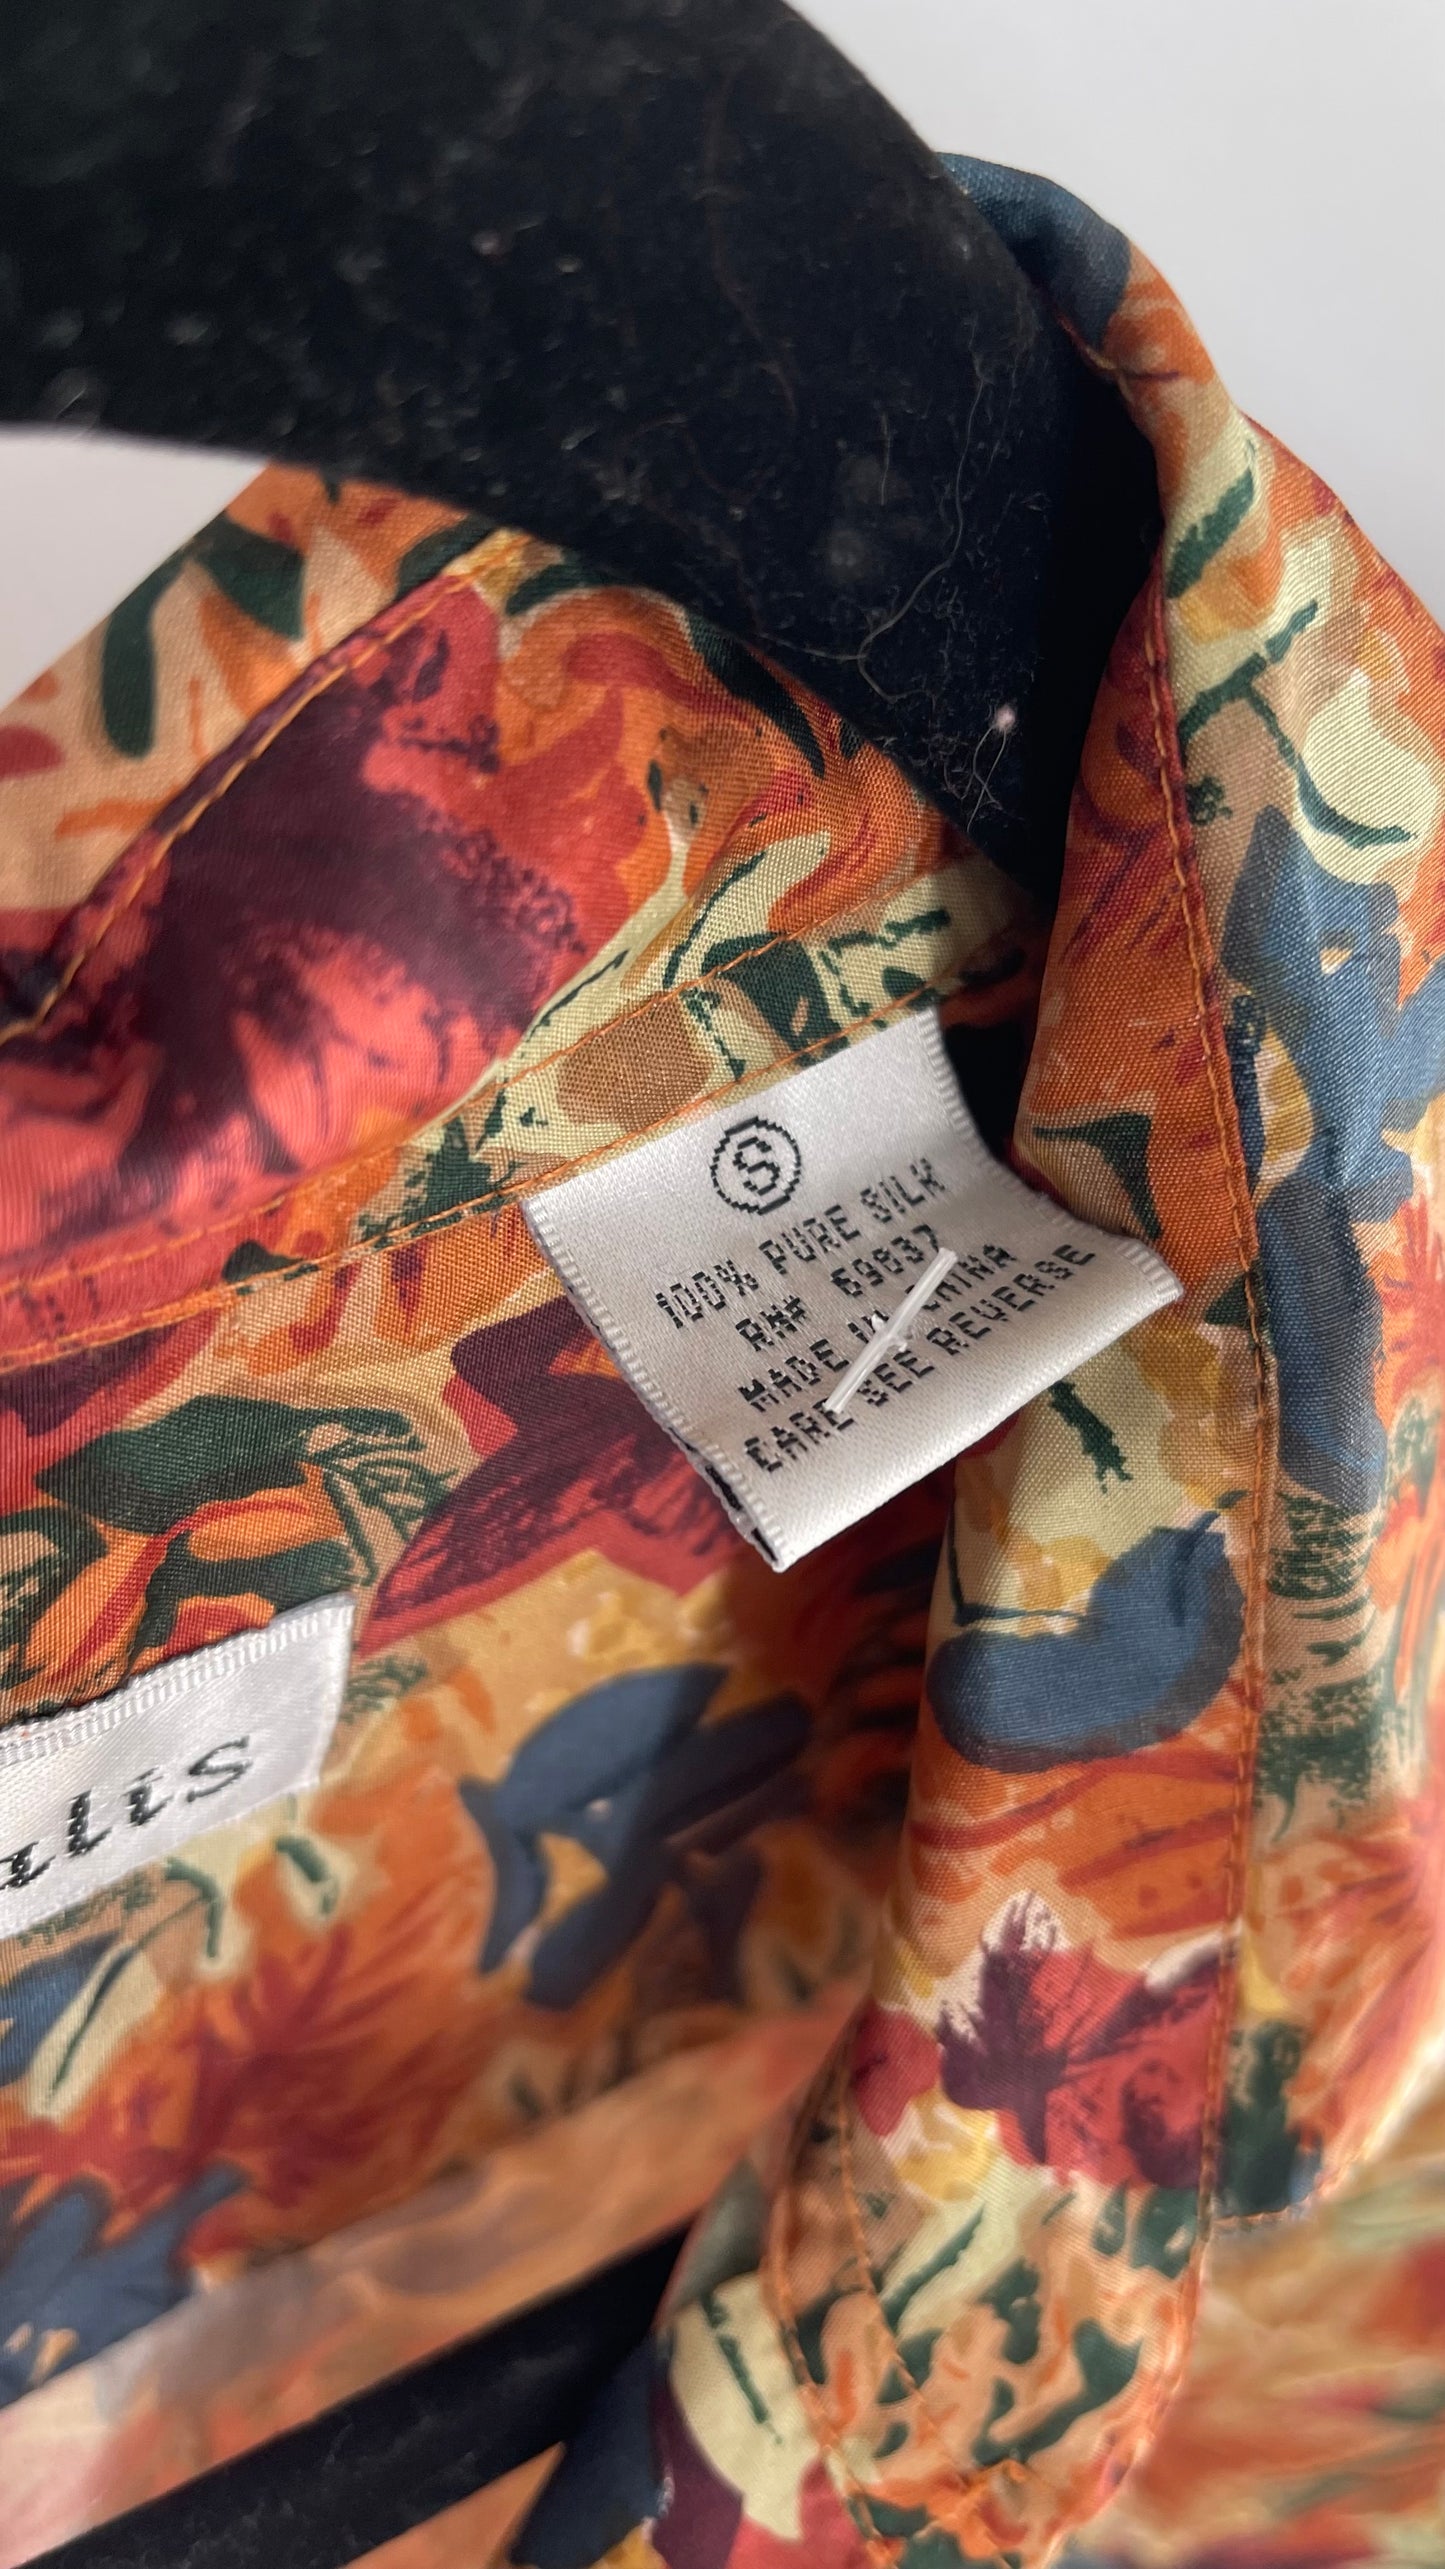 S
100% PURE SILK
RN# 69837
MADE IN CHINA
CARE SEE REVERSE
alis